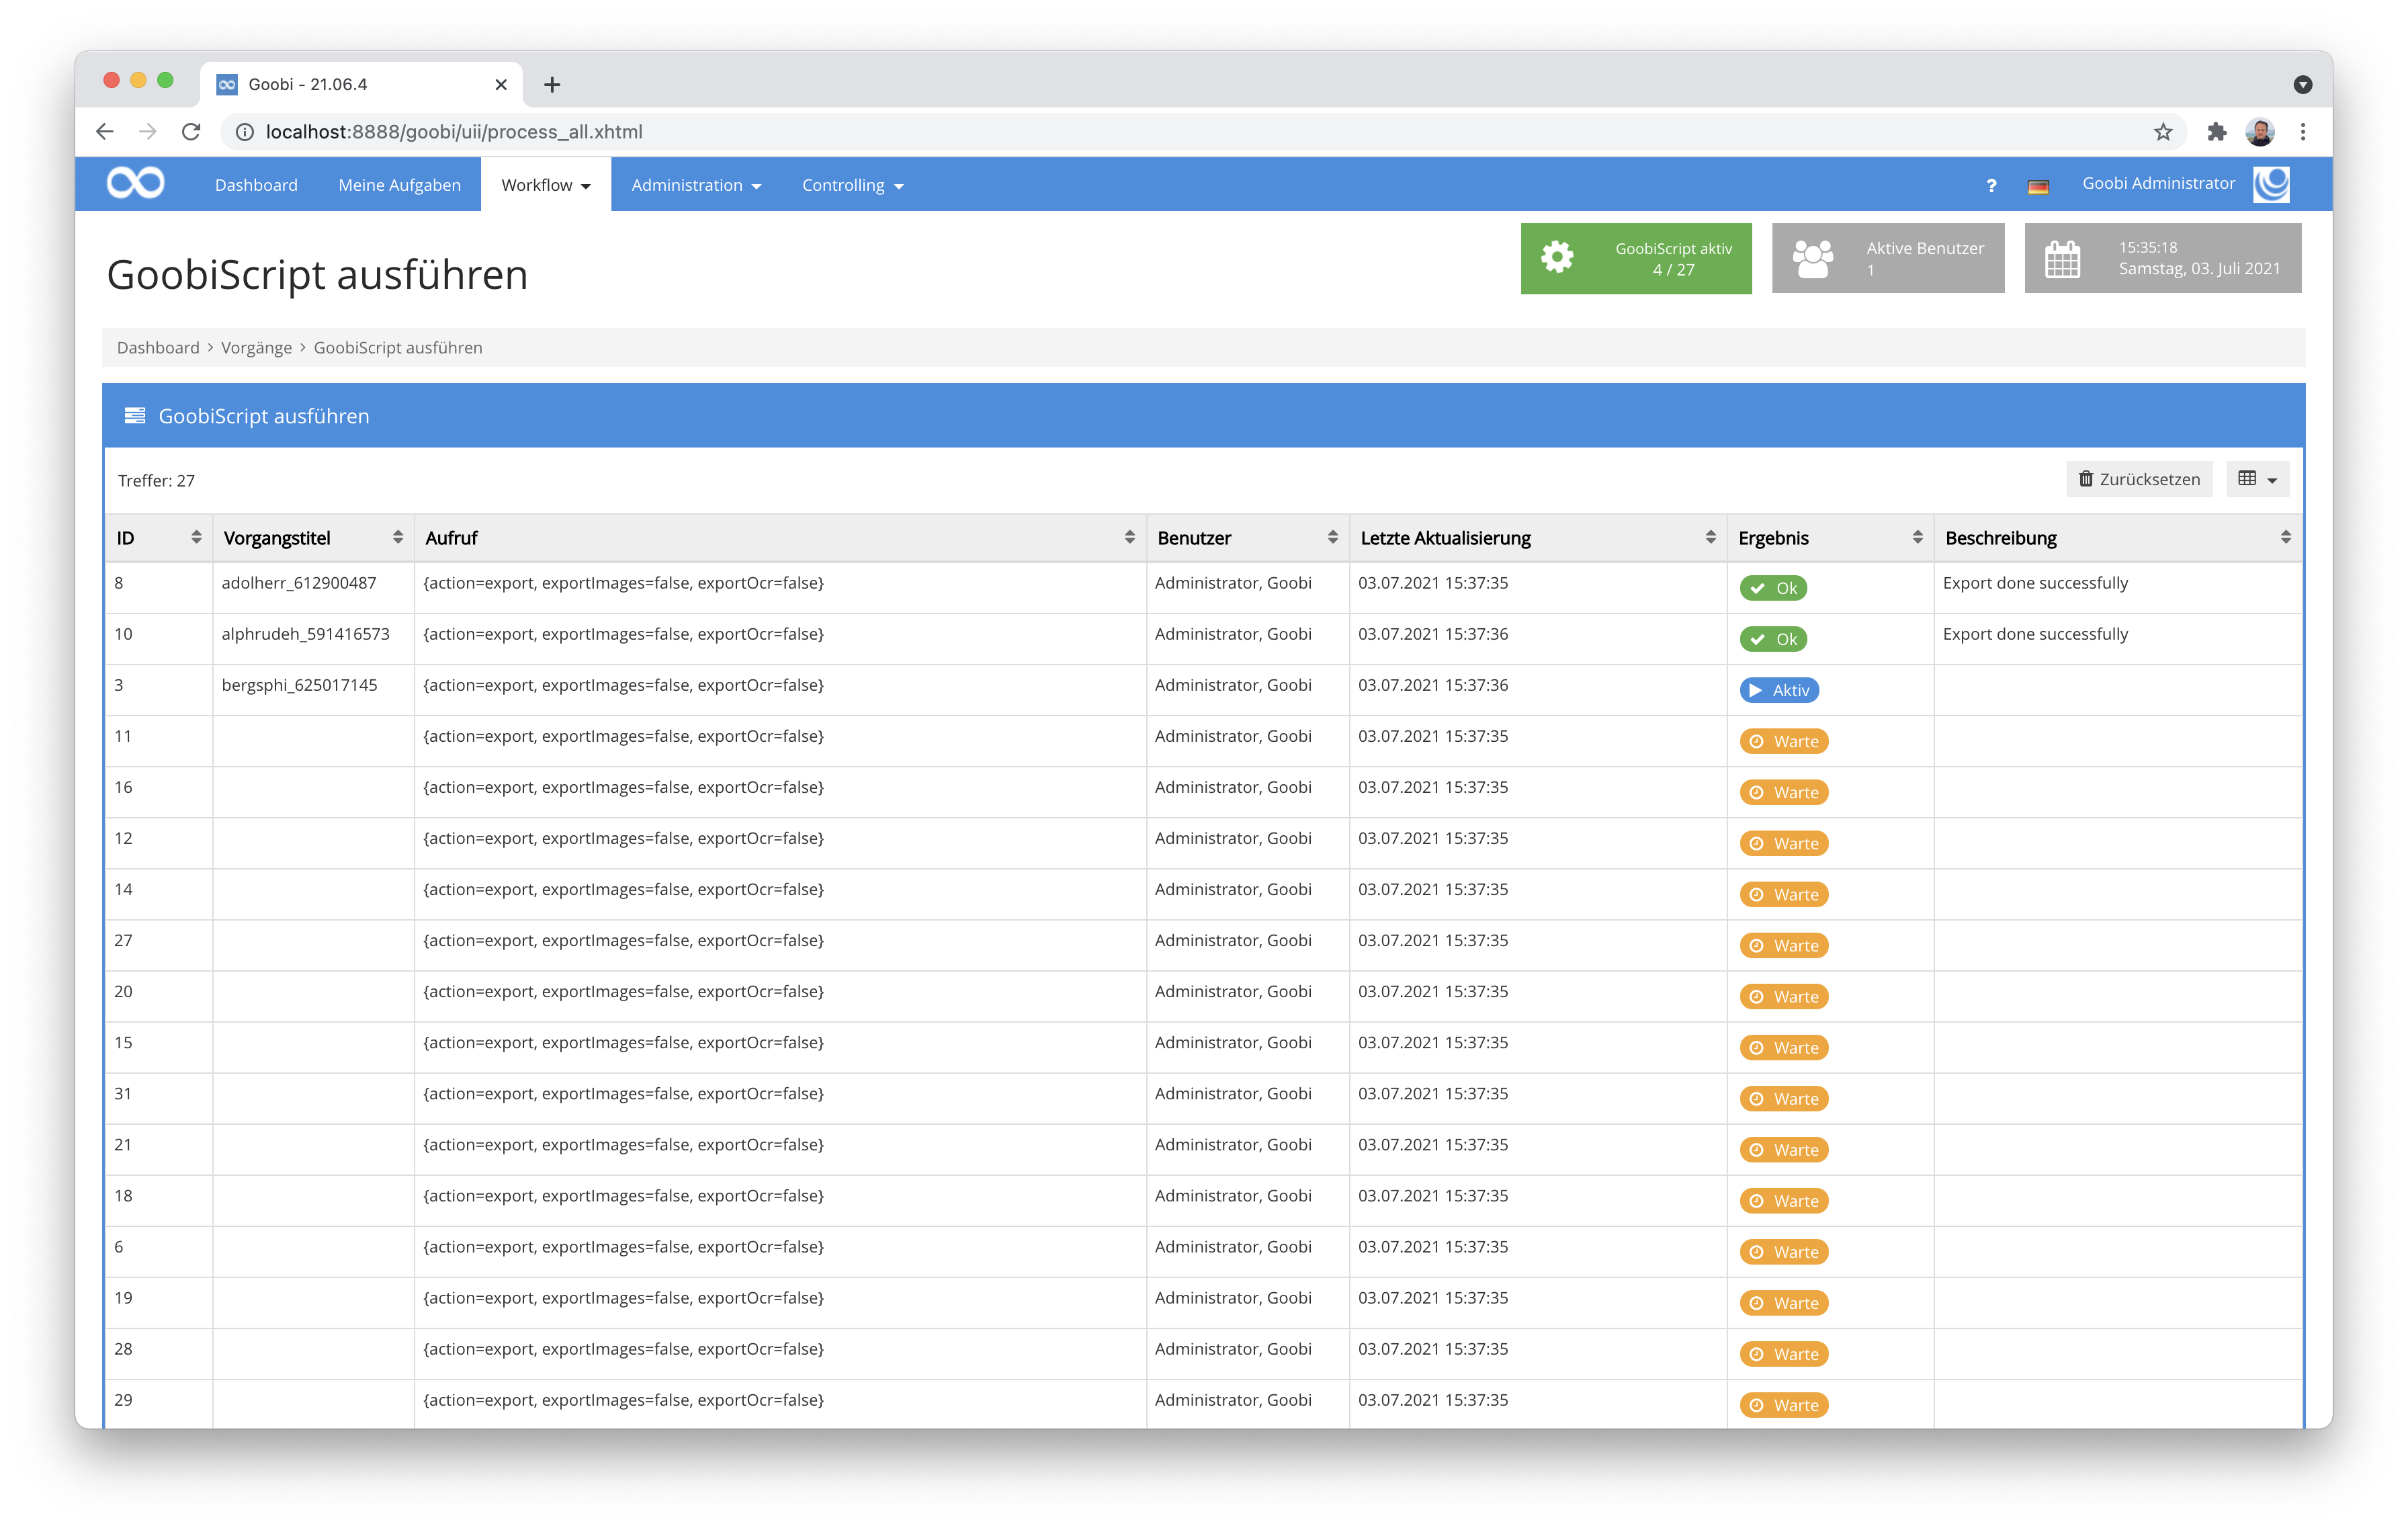 Goobi - 21.06.4
localhost:8888/goobi/uii/process_all.xhtml
Dashboard Meine Aufgaben Workflow Administration Controlling ? Goobi Administrator
GoobiScript ausführen
GoobiScript aktiv
4 / 27
Aktive Benutzer
1
15:35:18
Samstag, 03. Juli 2021
Dashboard > Vorgänge > GoobiScript ausführen
GoobiScript ausführen
Treffer: 27 Zurücksetzen
ID Vorgangstitel Aufruf Benutzer Letzte Aktualisierung Ergebnis Beschreibung
8 adolherr_612900487 {action=export, exportImages=false, exportOcr=false} Administrator, Goobi 03.07.2021 15:37:35 Ok Export done successfully
10 alphrudeh_591416573 {action=export, exportImages=false, exportOcr=false} Administrator, Goobi 03.07.2021 15:37:36 Ok Export done successfully
3 bergsphi_625017145 {action=export, exportImages=false, exportOcr=false} Administrator, Goobi 03.07.2021 15:37:36 Aktiv
11 {action=export, exportImages=false, exportOcr=false} Administrator, Goobi 03.07.2021 15:37:35 Warte
16 {action=export, exportImages=false, exportOcr=false} Administrator, Goobi 03.07.2021 15:37:35 Warte
12 {action=export, exportImages=false, exportOcr=false} Administrator, Goobi 03.07.2021 15:37:35 Warte
14 {action=export, exportImages=false, exportOcr=false} Administrator, Goobi 03.07.2021 15:37:35 Warte
27 {action=export, exportImages=false, exportOcr=false} Administrator, Goobi 03.07.2021 15:37:35 Warte
20 {action=export, exportImages=false, exportOcr=false} Administrator, Goobi 03.07.2021 15:37:35 Warte
15 {action=export, exportImages=false, exportOcr=false} Administrator, Goobi 03.07.2021 15:37:35 Warte
31 {action=export, exportImages=false, exportOcr=false} Administrator, Goobi 03.07.2021 15:37:35 Warte
21 {action=export, exportImages=false, exportOcr=false} Administrator, Goobi 03.07.2021 15:37:35 Warte
18 {action=export, exportImages=false, exportOcr=false} Administrator, Goobi 03.07.2021 15:37:35 Warte
6 {action=export, exportImages=false, exportOcr=false} Administrator, Goobi 03.07.2021 15:37:35 Warte
19 {action=export, exportImages=false, exportOcr=false} Administrator, Goobi 03.07.2021 15:37:35 Warte
28 {action=export, exportImages=false, exportOcr=false} Administrator, Goobi 03.07.2021 15:37:35 Warte
29 {action=export, exportImages=false, exportOcr=false} Administrator, Goobi 03.07.2021 15:37:35 Warte